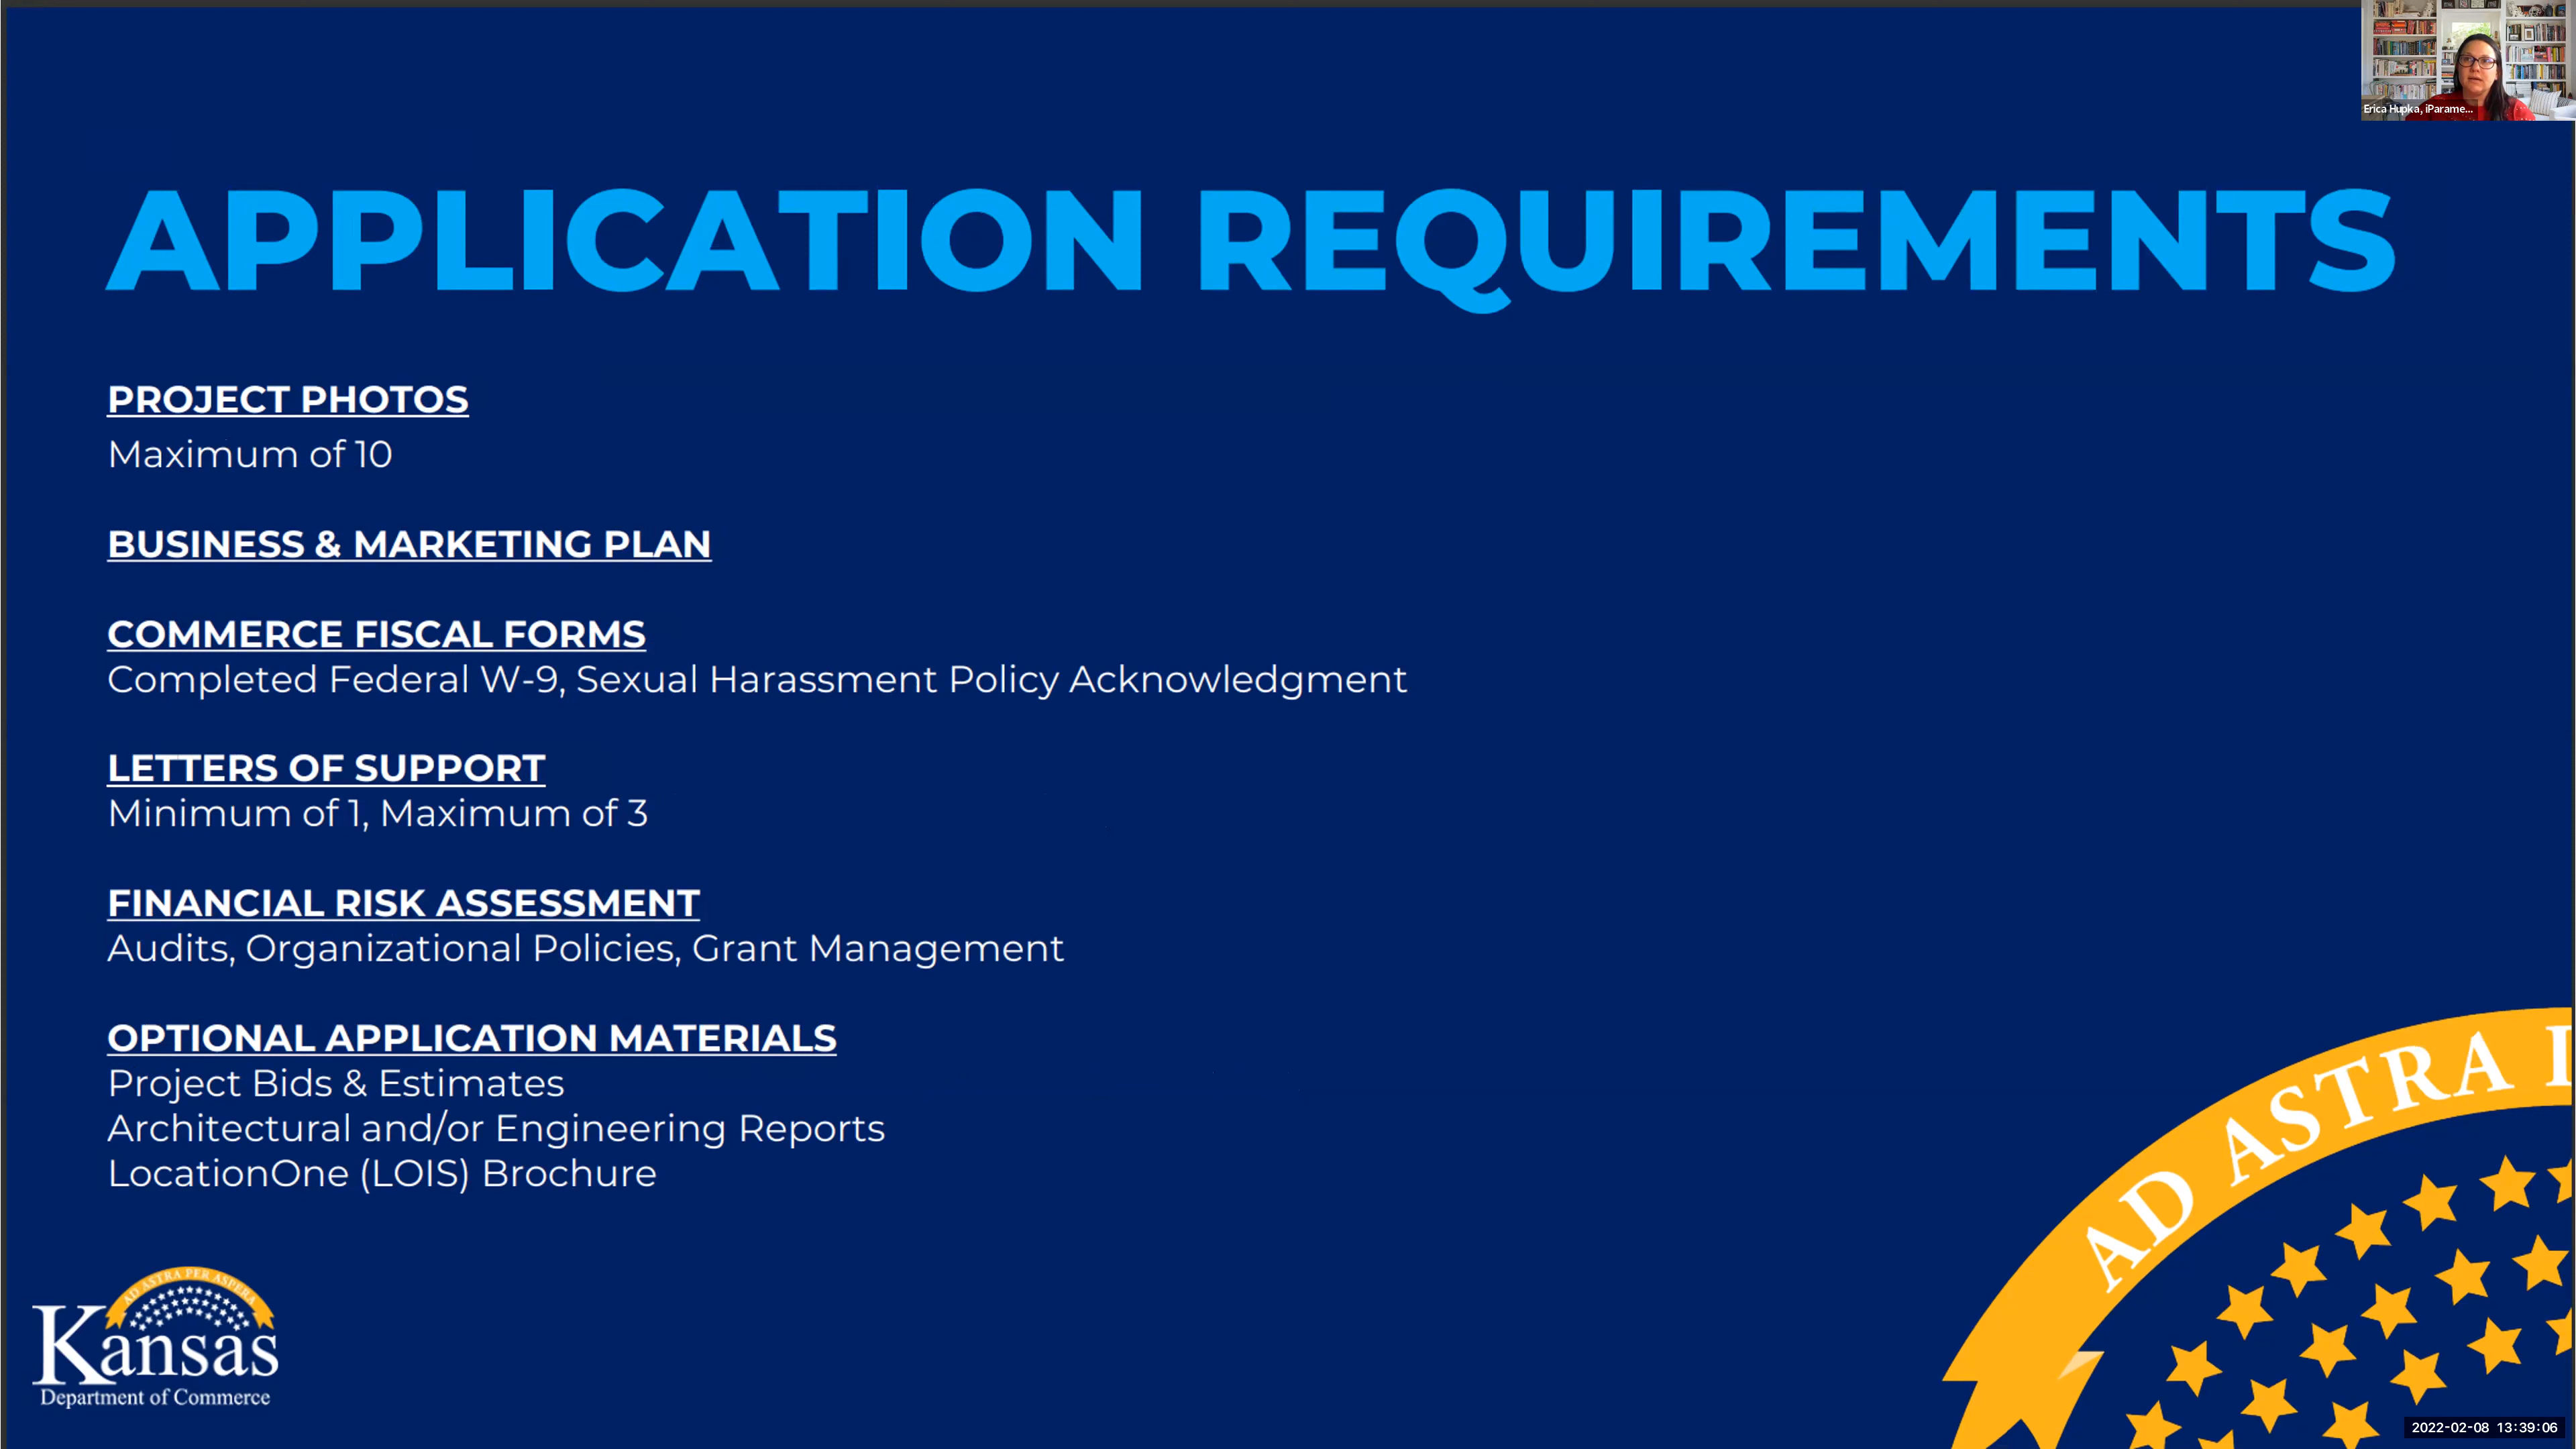 Erica Hupka, iParame...
APPLICATION REQUIREMENTS
PROJECT PHOTOS
Maximum of 10
BUSINESS & MARKETING PLAN
COMMERCE FISCAL FORMS
Completed Federal W-9, Sexual Harassment Policy Acknowledgment
LETTERS OF SUPPORT
Minimum of 1, Maximum of 3
FINANCIAL RISK ASSESSMENT
Audits, Organizational Policies, Grant Management
OPTIONAL APPLICATION MATERIALS
Project Bids & Estimates
Architectural and/or Engineering Reports
LocationOne (LOIS) Brochure
AD ASTRA
AD ASTRA PER ASPERA
Kansas
Department of Commerce
2022-02-08 13:39:06